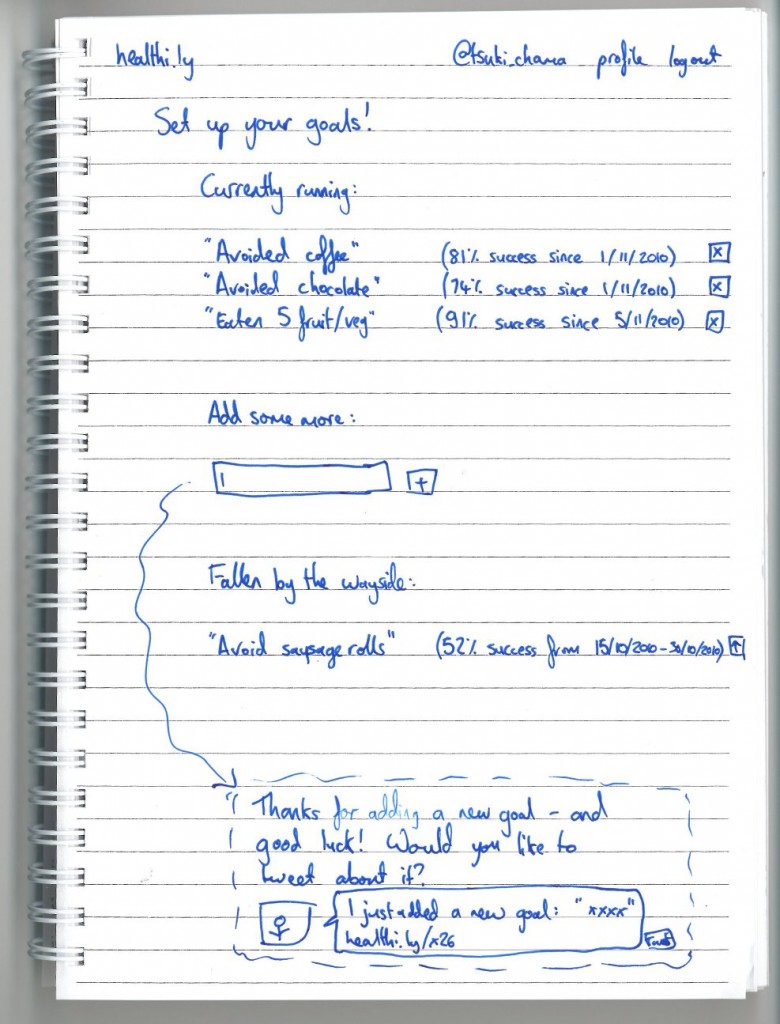 healthi.ly @tsuki_chama profile logout
Set up your goals!
Currently running:
"Avoided coffee" (81% success since 1/11/2010) x
"Avoided chocolate" (74% success since 1/11/2010) x
"Eaten 5 fruit/veg" (91% success since 5/11/2010) x
Add some more:
+
Fallen by the wayside:
"Avoid sausage rolls" (52% success from 15/10/2010-30/10/2010) ↑
Thanks for adding a new goal - and
good luck! Would you like to
tweet about it?
I just added a new goal: "xxxx"
healthi.ly/x26